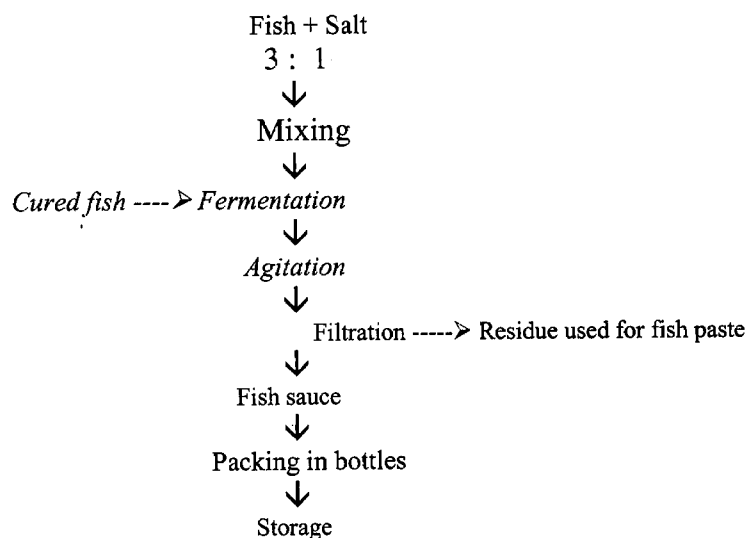 Fish + Salt
3 : 1
Mixing
Cured fish ----➢ Fermentation
Agitation
Filtration -----➢ Residue used for fish paste
Fish sauce
Packing in bottles
Storage